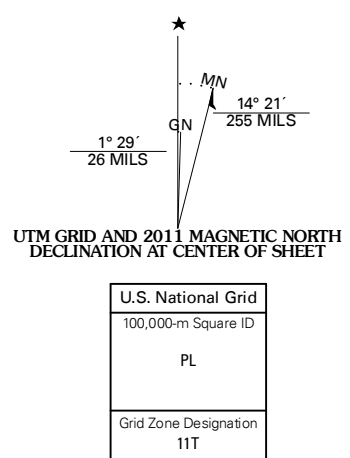 ★
MN
GN
1° 29´
26 MILS
14° 21´
255 MILS
UTM GRID AND 2011 MAGNETIC NORTH
DECLINATION AT CENTER OF SHEET
U.S. National Grid
100,000-m Square ID
PL
Grid Zone Designation
11T